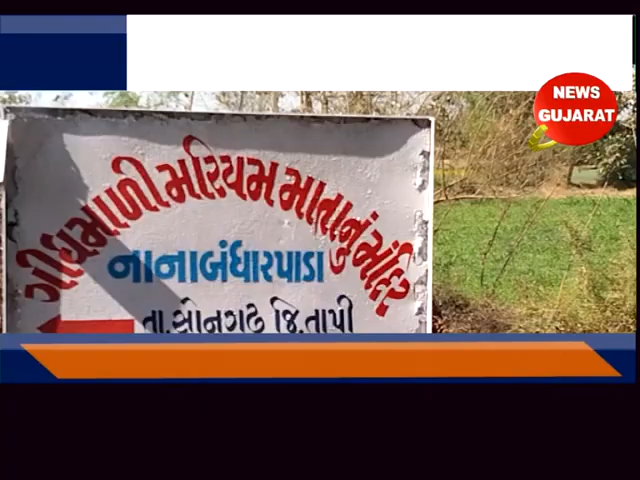 NEWS
GUJARAT
ગીધમાળી મરિયમ માતાનું મંદિર
નાનાબંધારપાડા
તા.સોનગઢ જિ.તાપી